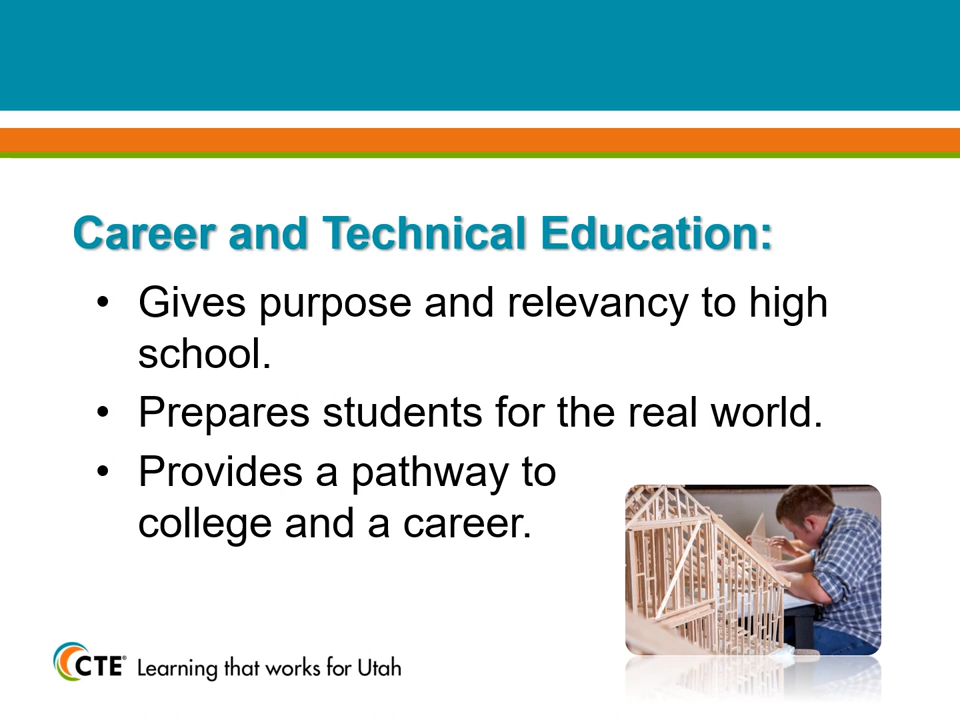 Career and Technical Education:
• Gives purpose and relevancy to high
school.
• Prepares students for the real world.
• Provides a pathway to
college and a career.
CTE® Learning that works for Utah